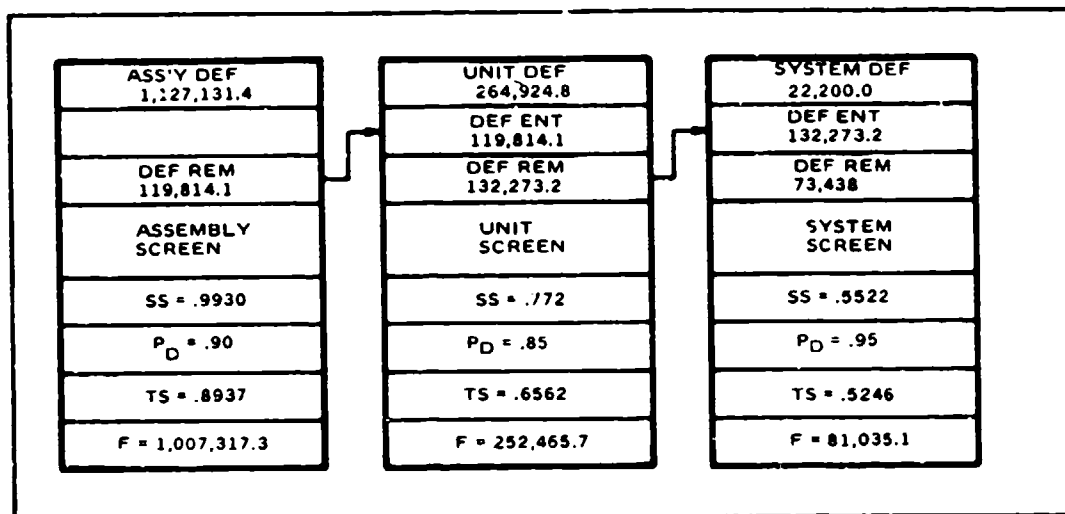 ASS'Y DEF
1,127,131.4
DEF REM
119,814.1
ASSEMBLY
SCREEN
SS = .9930
PD = .90
TS = .8937
F = 1,007,317.3
UNIT DEF
264,924.8
DEF ENT
119,814.1
DEF REM
132,273.2
UNIT
SCREEN
SS = .772
PD = .85
TS = .6562
F = 252,465.7
SYSTEM DEF
22,200.0
DEF ENT
132,273.2
DEF REM
73,438
SYSTEM
SCREEN
SS = .5522
PD = .95
TS = .5246
F = 81,035.1